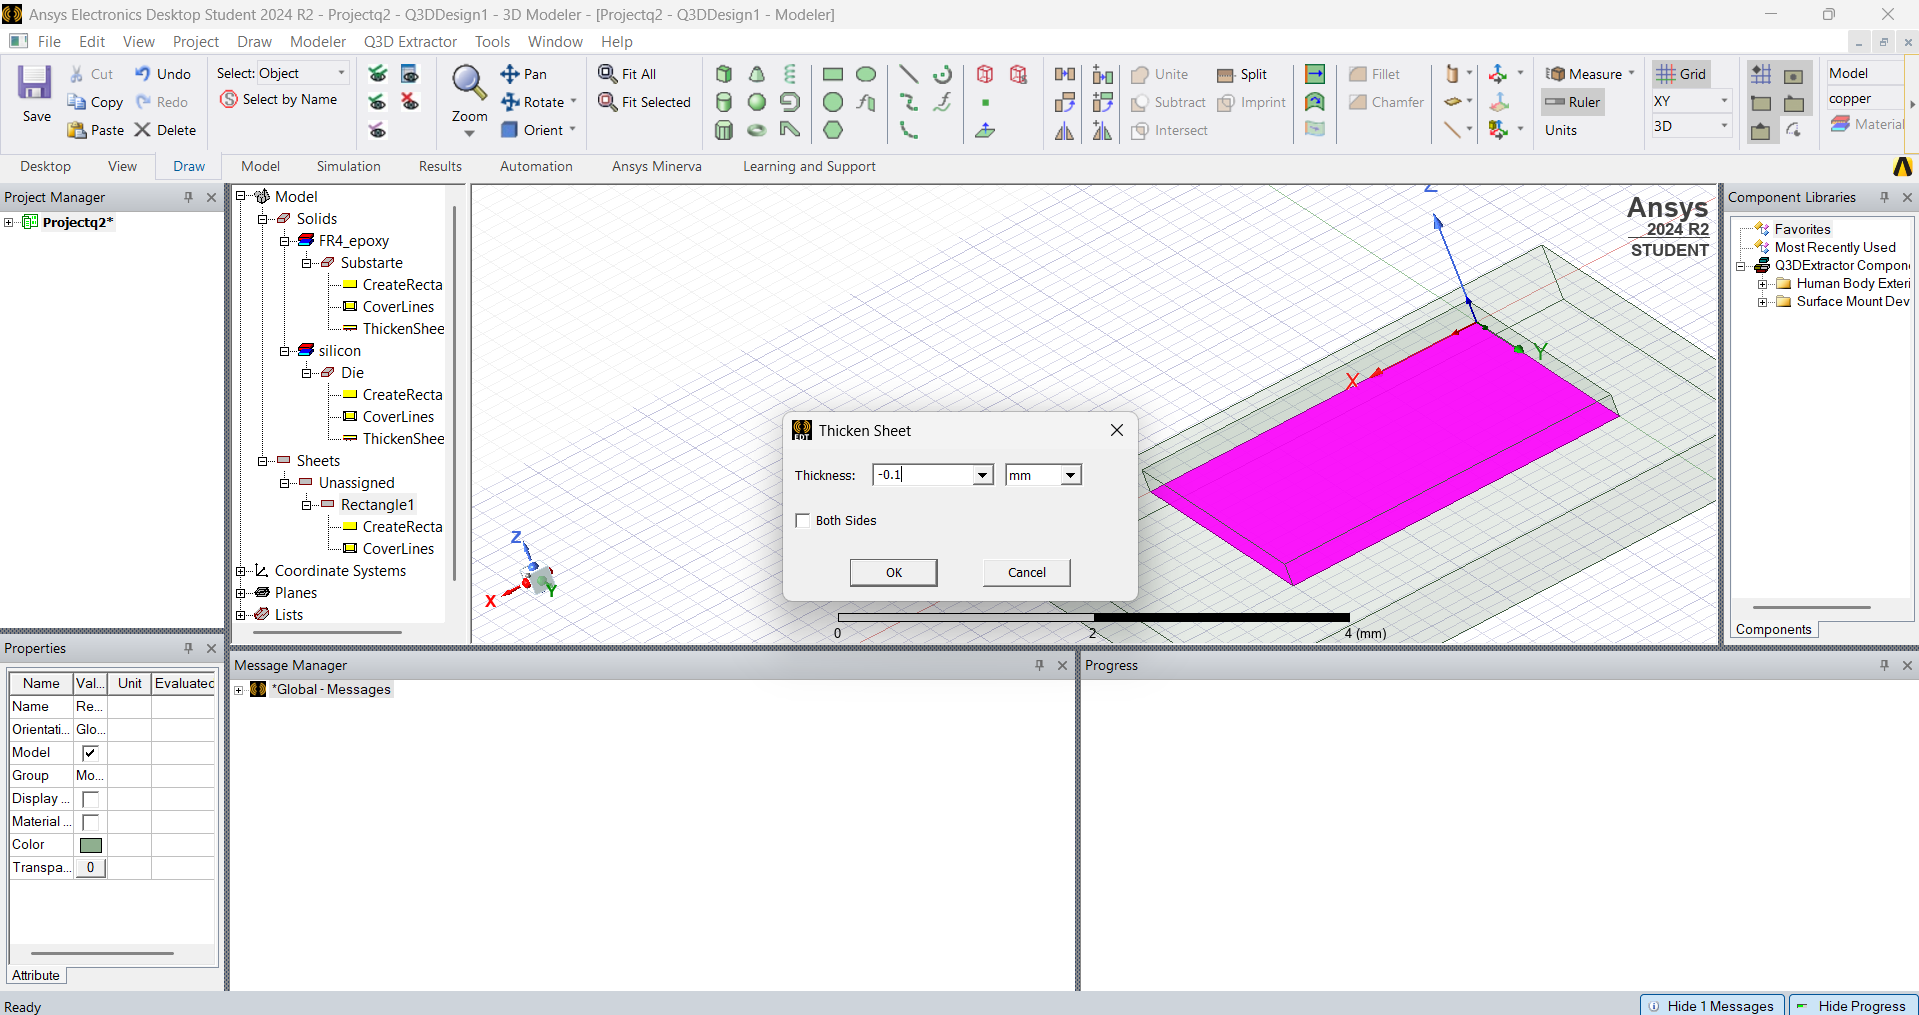 Ansys Electronics Desktop Student 2024 R2 - Projectq2 - Q3DDesign1 - 3D Modeler - [Projectq2 - Q3DDesign1 - Modeler]
File Edit View Project Draw Modeler Q3D Extractor Tools Window Help
Save
Cut
Copy
Paste
Undo
Redo
Delete
Select: Object
Select by Name
Zoom
Pan
Rotate
Orient
Fit All
Fit Selected
Unite
Subtract
Intersect
Split
Imprint
Fillet
Chamfer
Measure
Ruler
Units
Grid
XY
3D
Model
copper
Material
Desktop View Draw Model Simulation Results Automation Ansys Minerva Learning and Support
Project Manager
Projectq2*
Model
Solids
FR4_epoxy
Substarte
CreateRecta
CoverLines
ThickenShee
silicon
Die
CreateRecta
CoverLines
ThickenShee
Sheets
Unassigned
Rectangle1
CreateRecta
CoverLines
Coordinate Systems
Planes
Lists
Z
X
Y
Ansys
2024 R2
STUDENT
Z
X
Y
0 2 4 (mm)
EDT
Thicken Sheet
Thickness: -0.1 mm
Both Sides
OK Cancel
Component Libraries
Favorites
Most Recently Used
Q3DExtractor Compon
Human Body Exteri
Surface Mount Dev
Components
Properties
Name Val... Unit Evaluated
Name Re...
Orientati... Glo...
Model
Group Mo...
Display ...
Material ...
Color
Transpa... 0
Attribute
Message Manager
*Global - Messages
Progress
Ready
Hide 1 Messages
Hide Progress